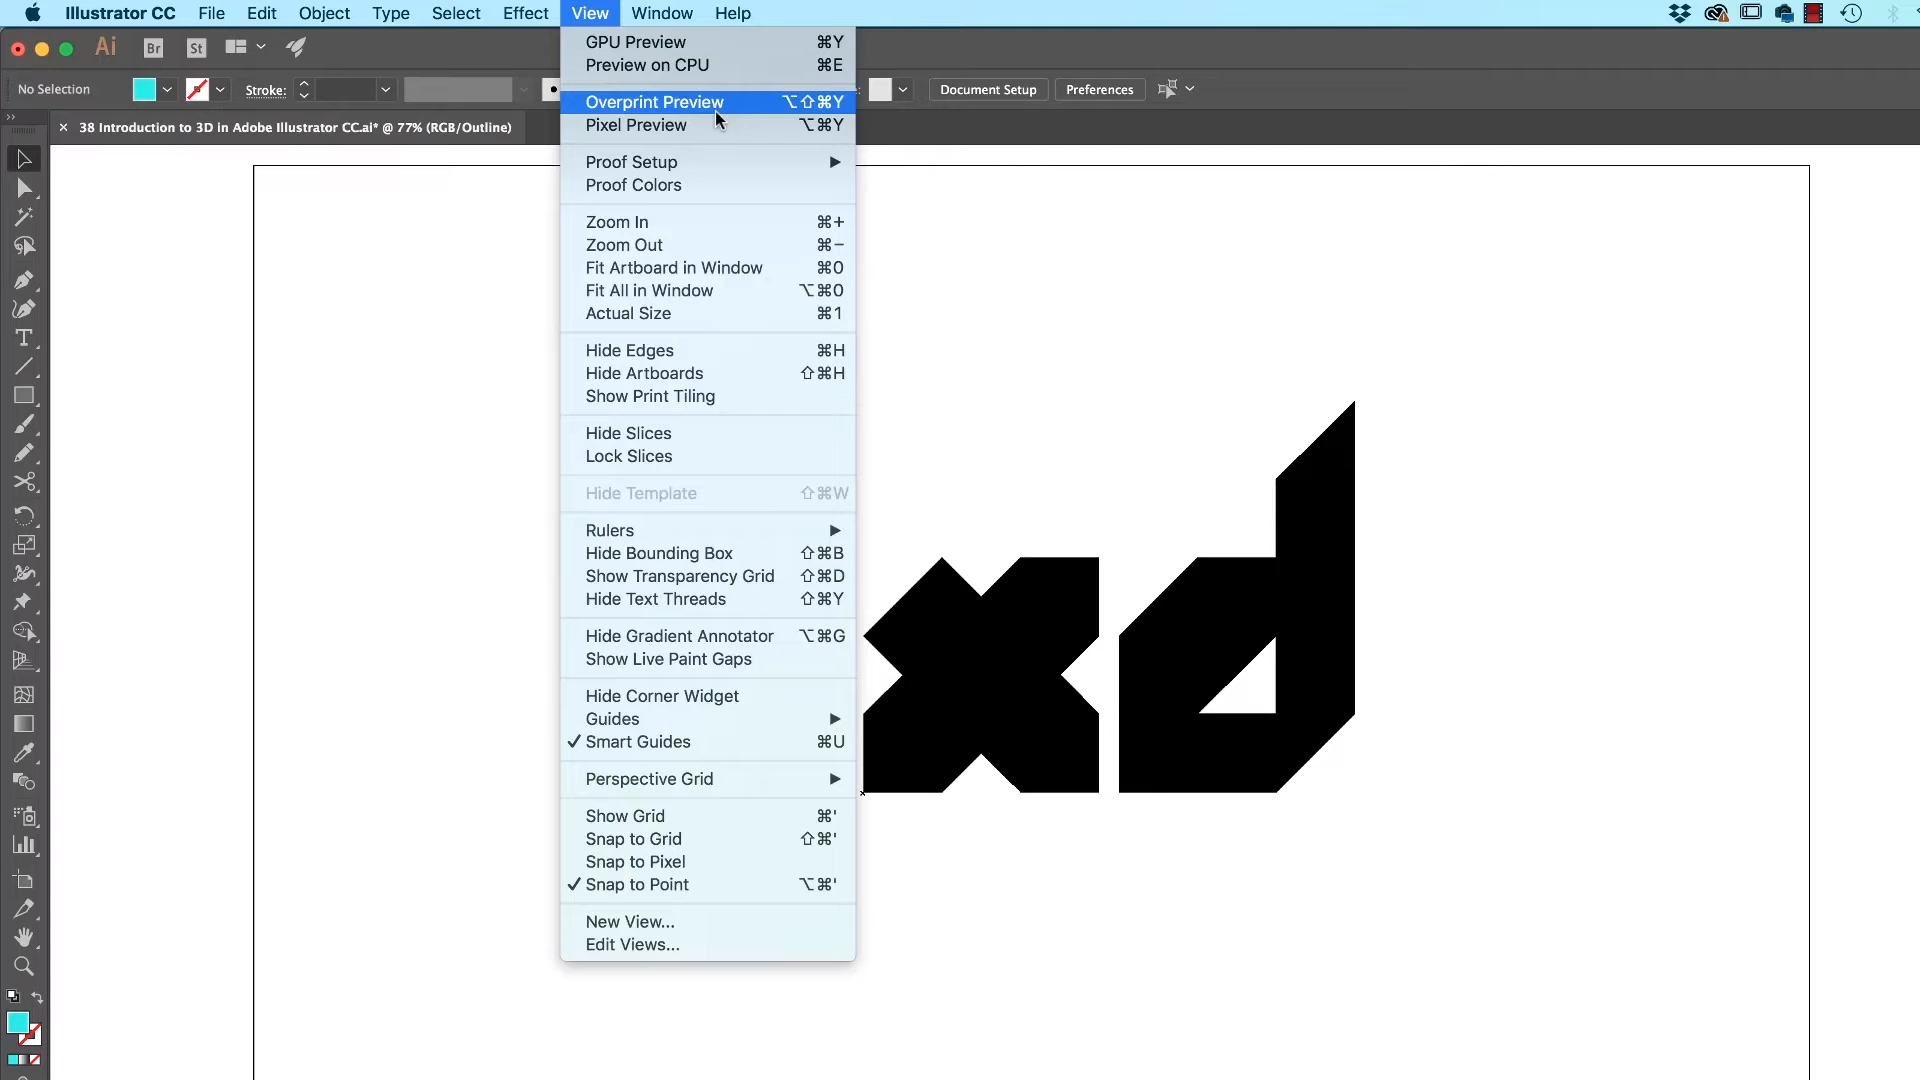 Illustrator CC File Edit Object Type Select Effect View Window Help
Ai Br St
No Selection Stroke: Document Setup Preferences
× 38 Introduction to 3D in Adobe Illustrator CC.ai* @ 77% (RGB/Outline)
GPU Preview ⌘Y
Preview on CPU ⌘E
Overprint Preview ⌥⇧⌘Y
Pixel Preview ⌥⌘Y
Proof Setup ▶
Proof Colors
Zoom In ⌘+
Zoom Out ⌘−
Fit Artboard in Window ⌘0
Fit All in Window ⌥⌘0
Actual Size ⌘1
Hide Edges ⌘H
Hide Artboards ⇧⌘H
Show Print Tiling
Hide Slices
Lock Slices
Hide Template ⇧⌘W
Rulers ▶
Hide Bounding Box ⇧⌘B
Show Transparency Grid ⇧⌘D
Hide Text Threads ⇧⌘Y
Hide Gradient Annotator ⌥⌘G
Show Live Paint Gaps
Hide Corner Widget
Guides ▶
✓ Smart Guides ⌘U
Perspective Grid ▶
Show Grid ⌘'
Snap to Grid ⇧⌘'
Snap to Pixel
✓ Snap to Point ⌥⌘'
New View...
Edit Views...
xd